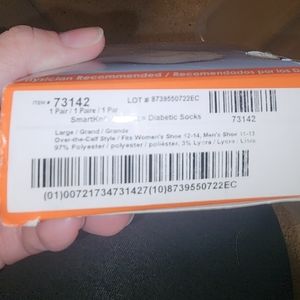 Physician Recommended / Recomendados por los
ITEM # 73142
LOT # 8739550722EC
1 Pair / 1 Paire / 1 Par
Diabetic Socks 73142
Large / Grand / Grande
Over-the-Calf Style / Fits Women's Shoe 12-14, Men's Shoe 11-13
97% Polyester / polyester / poliéster, 3% Lycra / Lycra / Licra
(01)00721734731427(10)8739550722EC